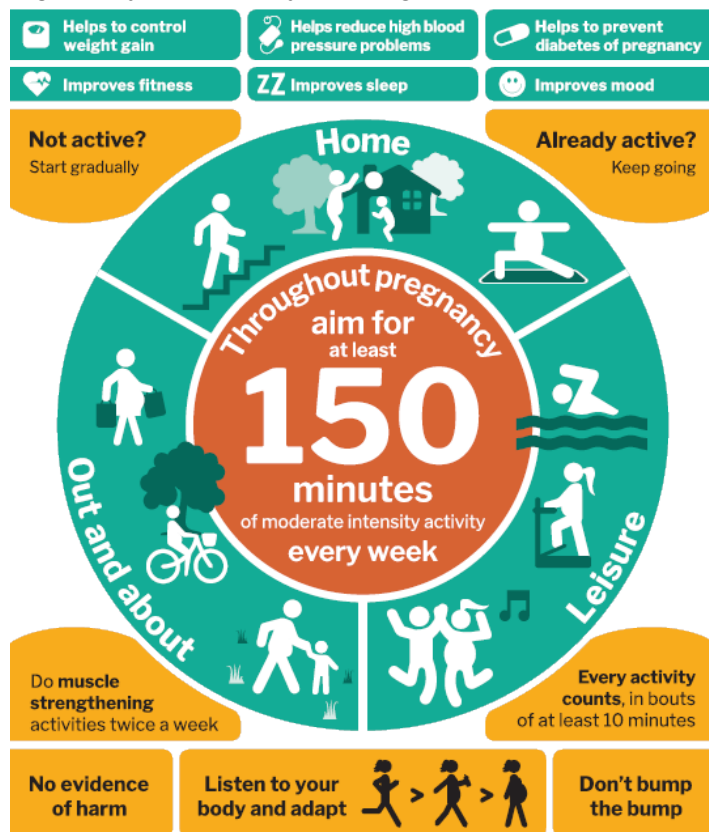 Helps to control
weight gain
Helps reduce high blood
pressure problems
Helps to prevent
diabetes of pregnancy
Improves fitness
ZZ Improves sleep
Improves mood
Not active?
Start gradually
Already active?
Keep going
Home
Throughout pregnancy
aim for
at least
150
minutes
of moderate intensity activity
every week
Out and about
Leisure
Do muscle
strengthening
activities twice a week
Every activity
counts, in bouts
of at least 10 minutes
No evidence
of harm
Listen to your
body and adapt
> >
Don't bump
the bump